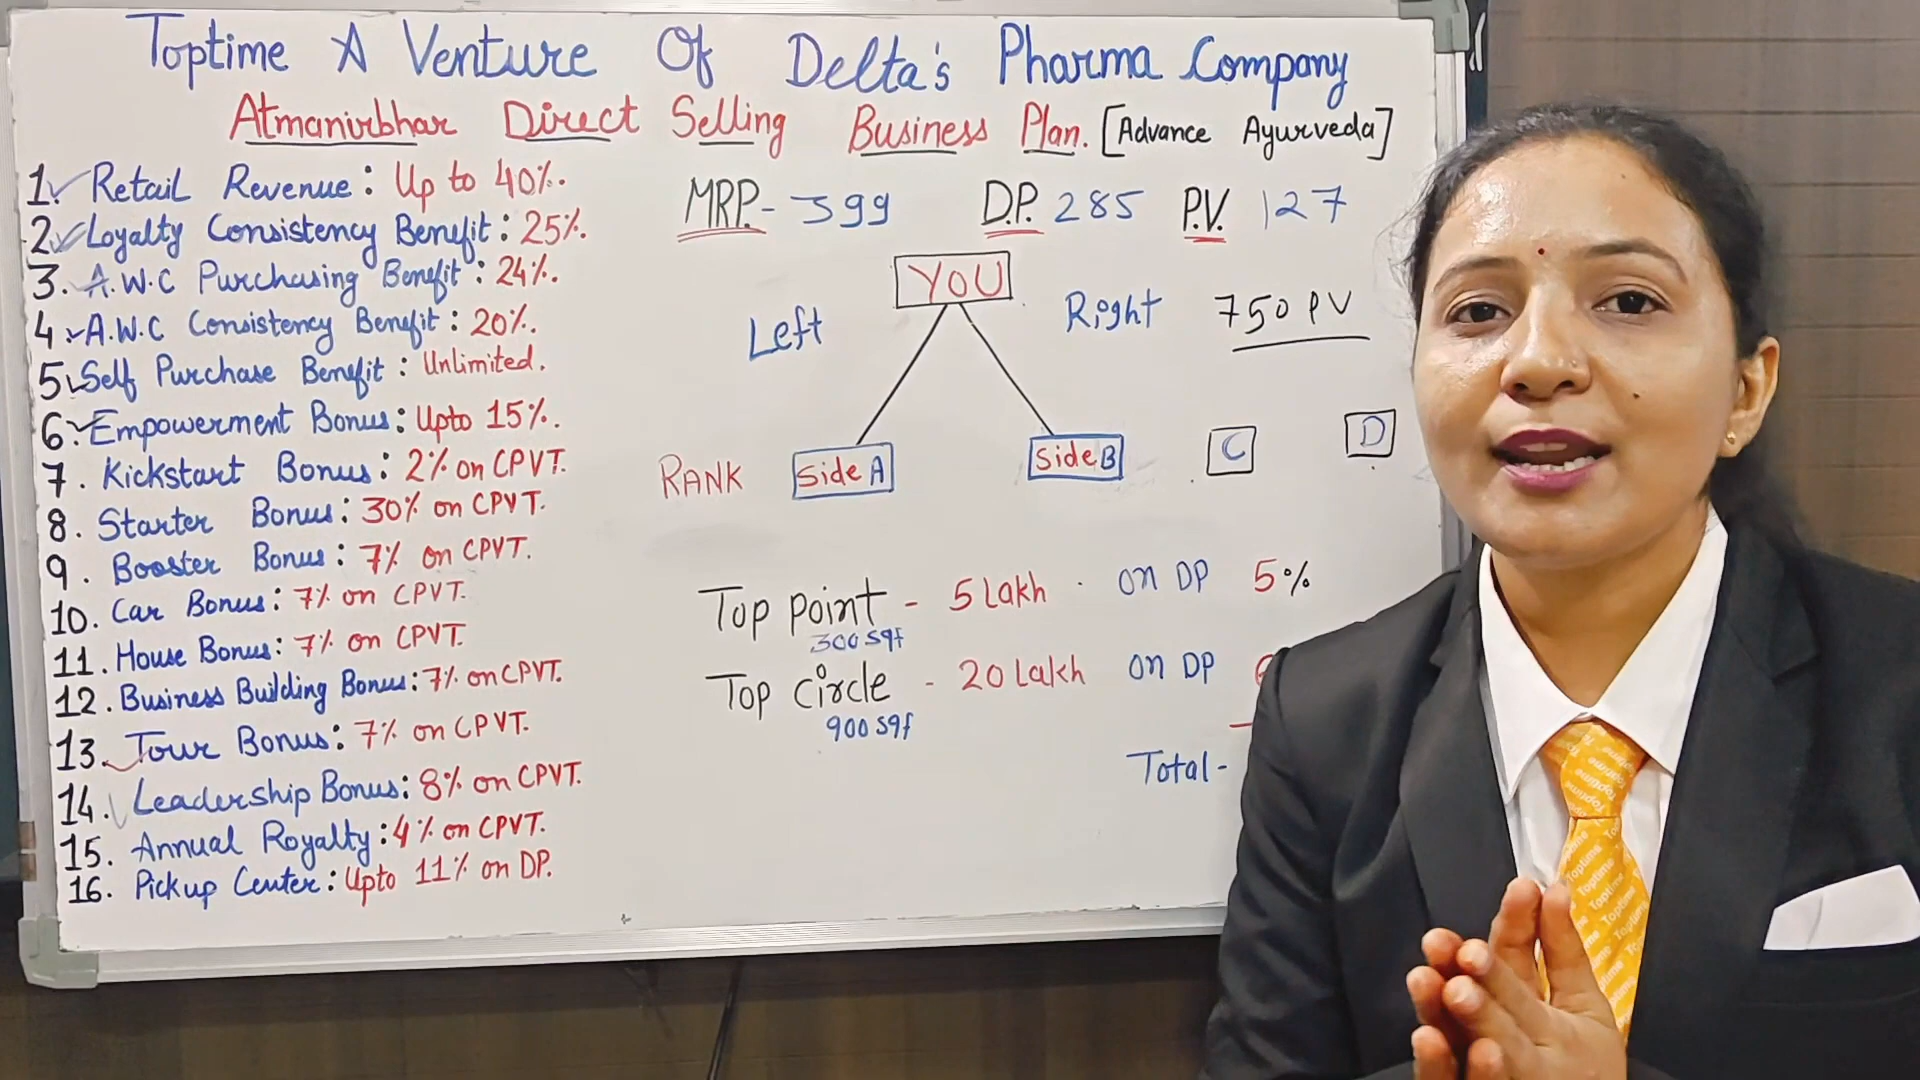 Toptime A Venture Of Delta's Pharma Company
Atmanirbhar Direct Selling Business Plan. [Advance Ayurveda]
1. Retail Revenue: Up to 40%.
2. Loyalty Consistency Benefit: 25%.
3. A.W.C Purchasing Benefit: 24%.
4. A.W.C Consistency Benefit: 20%.
5. Self Purchase Benefit: Unlimited.
6. Empowerment Bonus: Upto 15%.
7. Kickstart Bonus: 2% on CPVT.
8. Starter Bonus: 30% on CPVT.
9. Booster Bonus: 7% on CPVT.
10. Car Bonus: 7% on CPVT.
11. House Bonus: 7% on CPVT.
12. Business Building Bonus: 7% on CPVT.
13. Tour Bonus: 7% on CPVT.
14. Leadership Bonus: 8% on CPVT.
15. Annual Royalty: 4% on CPVT.
16. Pickup Center: Upto 11% on DP.
MRP.- 399 D.P. 285 P.V. 127
YOU
Left Right 750 PV
RANK Side A Side B C D
Top point - 5 Lakh on DP 5%
300 sqf
Top circle - 20 Lakh on DP
900 sqf
Total-
Toptime
Toptime
Toptime
Toptime